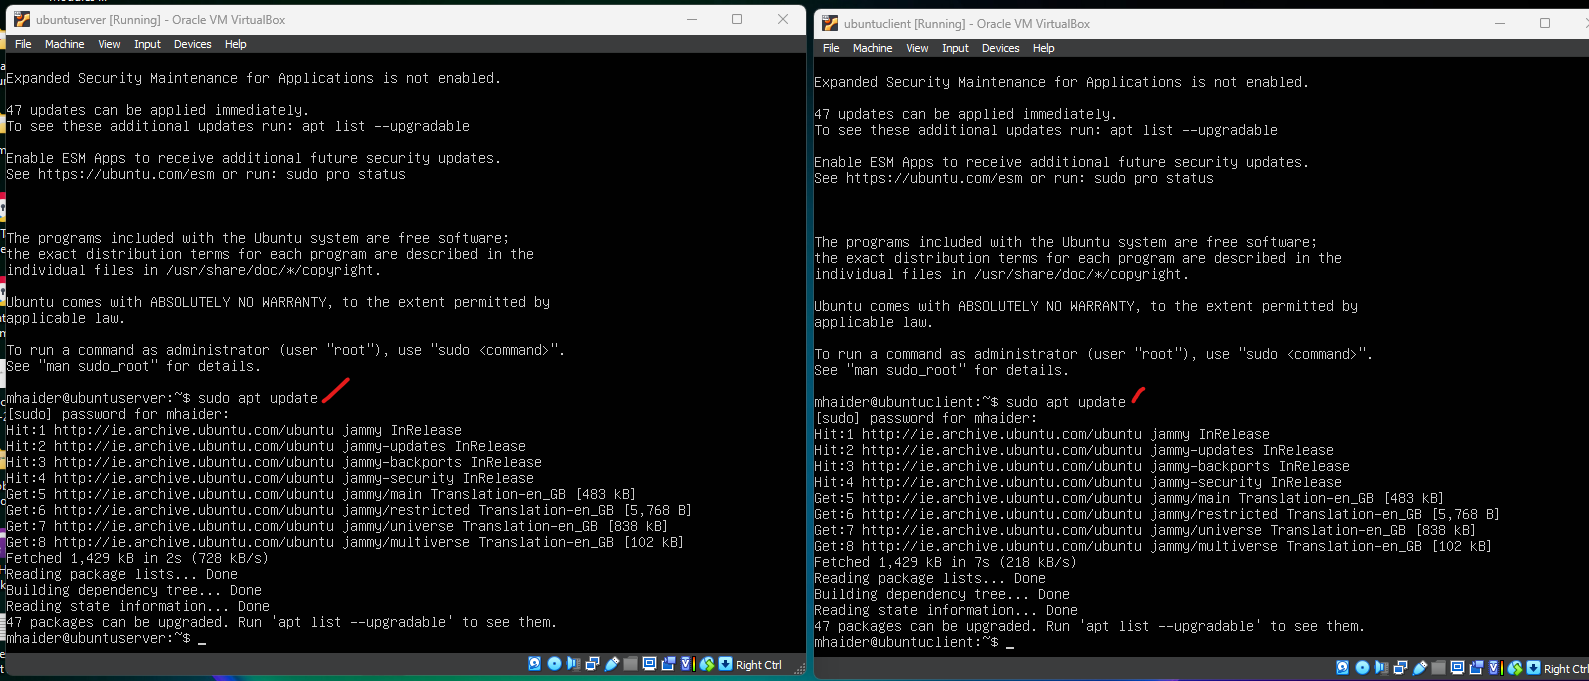 ubuntuserver [Running] - Oracle VM VirtualBox
File Machine View Input Devices Help
Expanded Security Maintenance for Applications is not enabled.
47 updates can be applied immediately.
To see these additional updates run: apt list --upgradable
Enable ESM Apps to receive additional future security updates.
See https://ubuntu.com/esm or run: sudo pro status
The programs included with the Ubuntu system are free software;
the exact distribution terms for each program are described in the
individual files in /usr/share/doc/*/copyright.
Ubuntu comes with ABSOLUTELY NO WARRANTY, to the extent permitted by
applicable law.
To run a command as administrator (user "root"), use "sudo <command>".
See "man sudo_root" for details.
mhaider@ubuntuserver:~$ sudo apt update
[sudo] password for mhaider:
Hit:1 http://ie.archive.ubuntu.com/ubuntu jammy InRelease
Hit:2 http://ie.archive.ubuntu.com/ubuntu jammy-updates InRelease
Hit:3 http://ie.archive.ubuntu.com/ubuntu jammy-backports InRelease
Hit:4 http://ie.archive.ubuntu.com/ubuntu jammy-security InRelease
Get:5 http://ie.archive.ubuntu.com/ubuntu jammy/main Translation-en_GB [483 kB]
Get:6 http://ie.archive.ubuntu.com/ubuntu jammy/restricted Translation-en_GB [5,768 B]
Get:7 http://ie.archive.ubuntu.com/ubuntu jammy/universe Translation-en_GB [838 kB]
Get:8 http://ie.archive.ubuntu.com/ubuntu jammy/multiverse Translation-en_GB [102 kB]
Fetched 1,429 kB in 2s (728 kB/s)
Reading package lists... Done
Building dependency tree... Done
Reading state information... Done
47 packages can be upgraded. Run 'apt list --upgradable' to see them.
mhaider@ubuntuserver:~$ _
Right Ctrl
ubuntuclient [Running] - Oracle VM VirtualBox
File Machine View Input Devices Help
Expanded Security Maintenance for Applications is not enabled.
47 updates can be applied immediately.
To see these additional updates run: apt list --upgradable
Enable ESM Apps to receive additional future security updates.
See https://ubuntu.com/esm or run: sudo pro status
The programs included with the Ubuntu system are free software;
the exact distribution terms for each program are described in the
individual files in /usr/share/doc/*/copyright.
Ubuntu comes with ABSOLUTELY NO WARRANTY, to the extent permitted by
applicable law.
To run a command as administrator (user "root"), use "sudo <command>".
See "man sudo_root" for details.
mhaider@ubuntuclient:~$ sudo apt update
[sudo] password for mhaider:
Hit:1 http://ie.archive.ubuntu.com/ubuntu jammy InRelease
Hit:2 http://ie.archive.ubuntu.com/ubuntu jammy-updates InRelease
Hit:3 http://ie.archive.ubuntu.com/ubuntu jammy-backports InRelease
Hit:4 http://ie.archive.ubuntu.com/ubuntu jammy-security InRelease
Get:5 http://ie.archive.ubuntu.com/ubuntu jammy/main Translation-en_GB [483 kB]
Get:6 http://ie.archive.ubuntu.com/ubuntu jammy/restricted Translation-en_GB [5,768 B]
Get:7 http://ie.archive.ubuntu.com/ubuntu jammy/universe Translation-en_GB [838 kB]
Get:8 http://ie.archive.ubuntu.com/ubuntu jammy/multiverse Translation-en_GB [102 kB]
Fetched 1,429 kB in 7s (218 kB/s)
Reading package lists... Done
Building dependency tree... Done
Reading state information... Done
47 packages can be upgraded. Run 'apt list --upgradable' to see them.
mhaider@ubuntuclient:~$ _
Right Ctrl